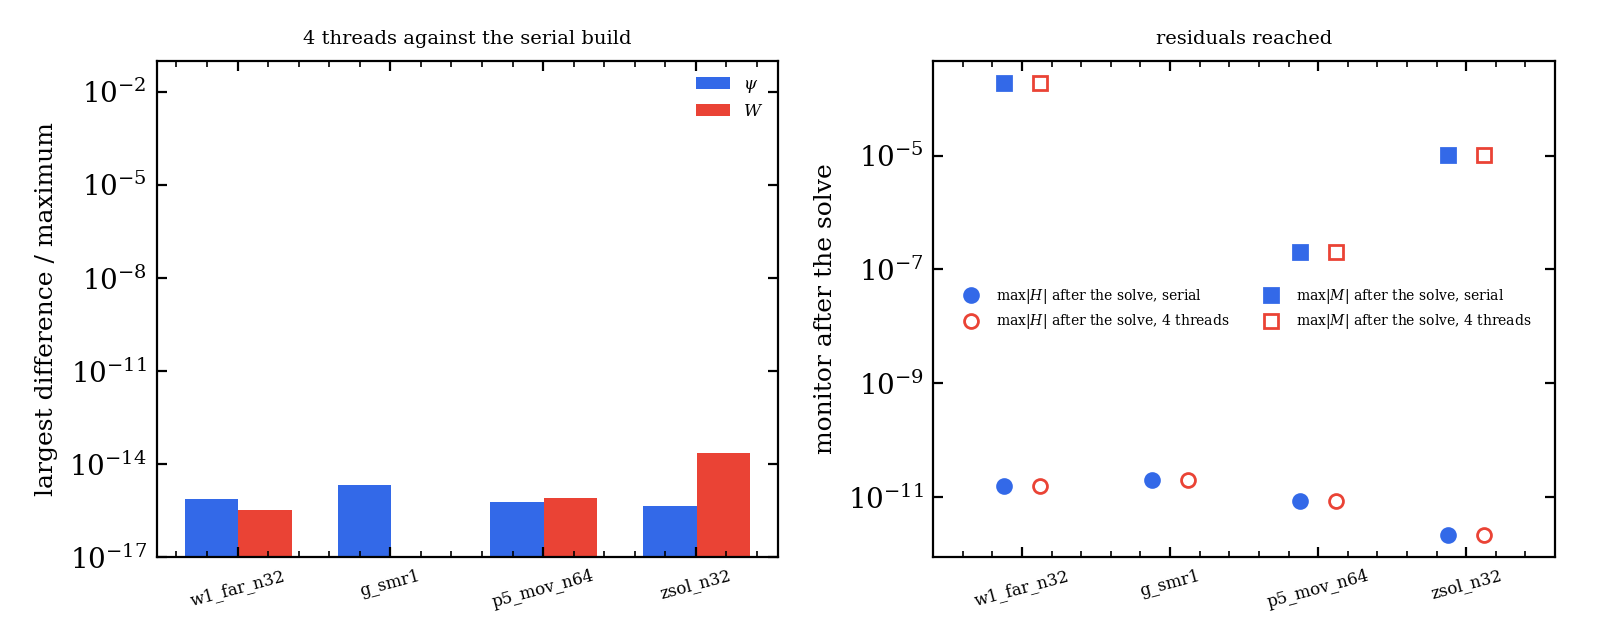 4 threads against the serial build
largest difference / maximum
10⁻²
10⁻⁵
10⁻⁸
10⁻¹¹
10⁻¹⁴
10⁻¹⁷
ψ
W
w1_far_n32
g_smr1
p5_mov_n64
zsol_n32
residuals reached
monitor after the solve
10⁻⁵
10⁻⁷
10⁻⁹
10⁻¹¹
max|H| after the solve, serial
max|H| after the solve, 4 threads
max|M| after the solve, serial
max|M| after the solve, 4 threads
w1_far_n32
g_smr1
p5_mov_n64
zsol_n32